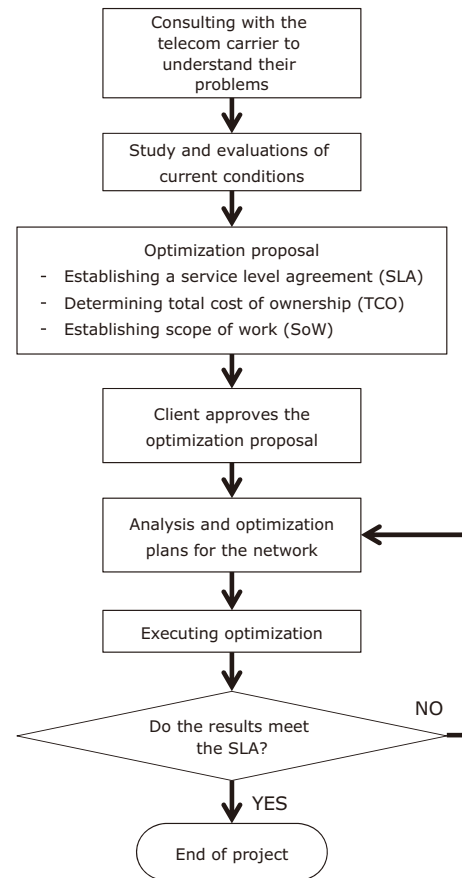 Consulting with the
telecom carrier to
understand their
problems
Study and evaluations of
current conditions
Optimization proposal
- Establishing a service level agreement (SLA)
- Determining total cost of ownership (TCO)
- Establishing scope of work (SoW)
Client approves the
optimization proposal
Analysis and optimization
plans for the network
Executing optimization
Do the results meet
the SLA?
NO
YES
End of project